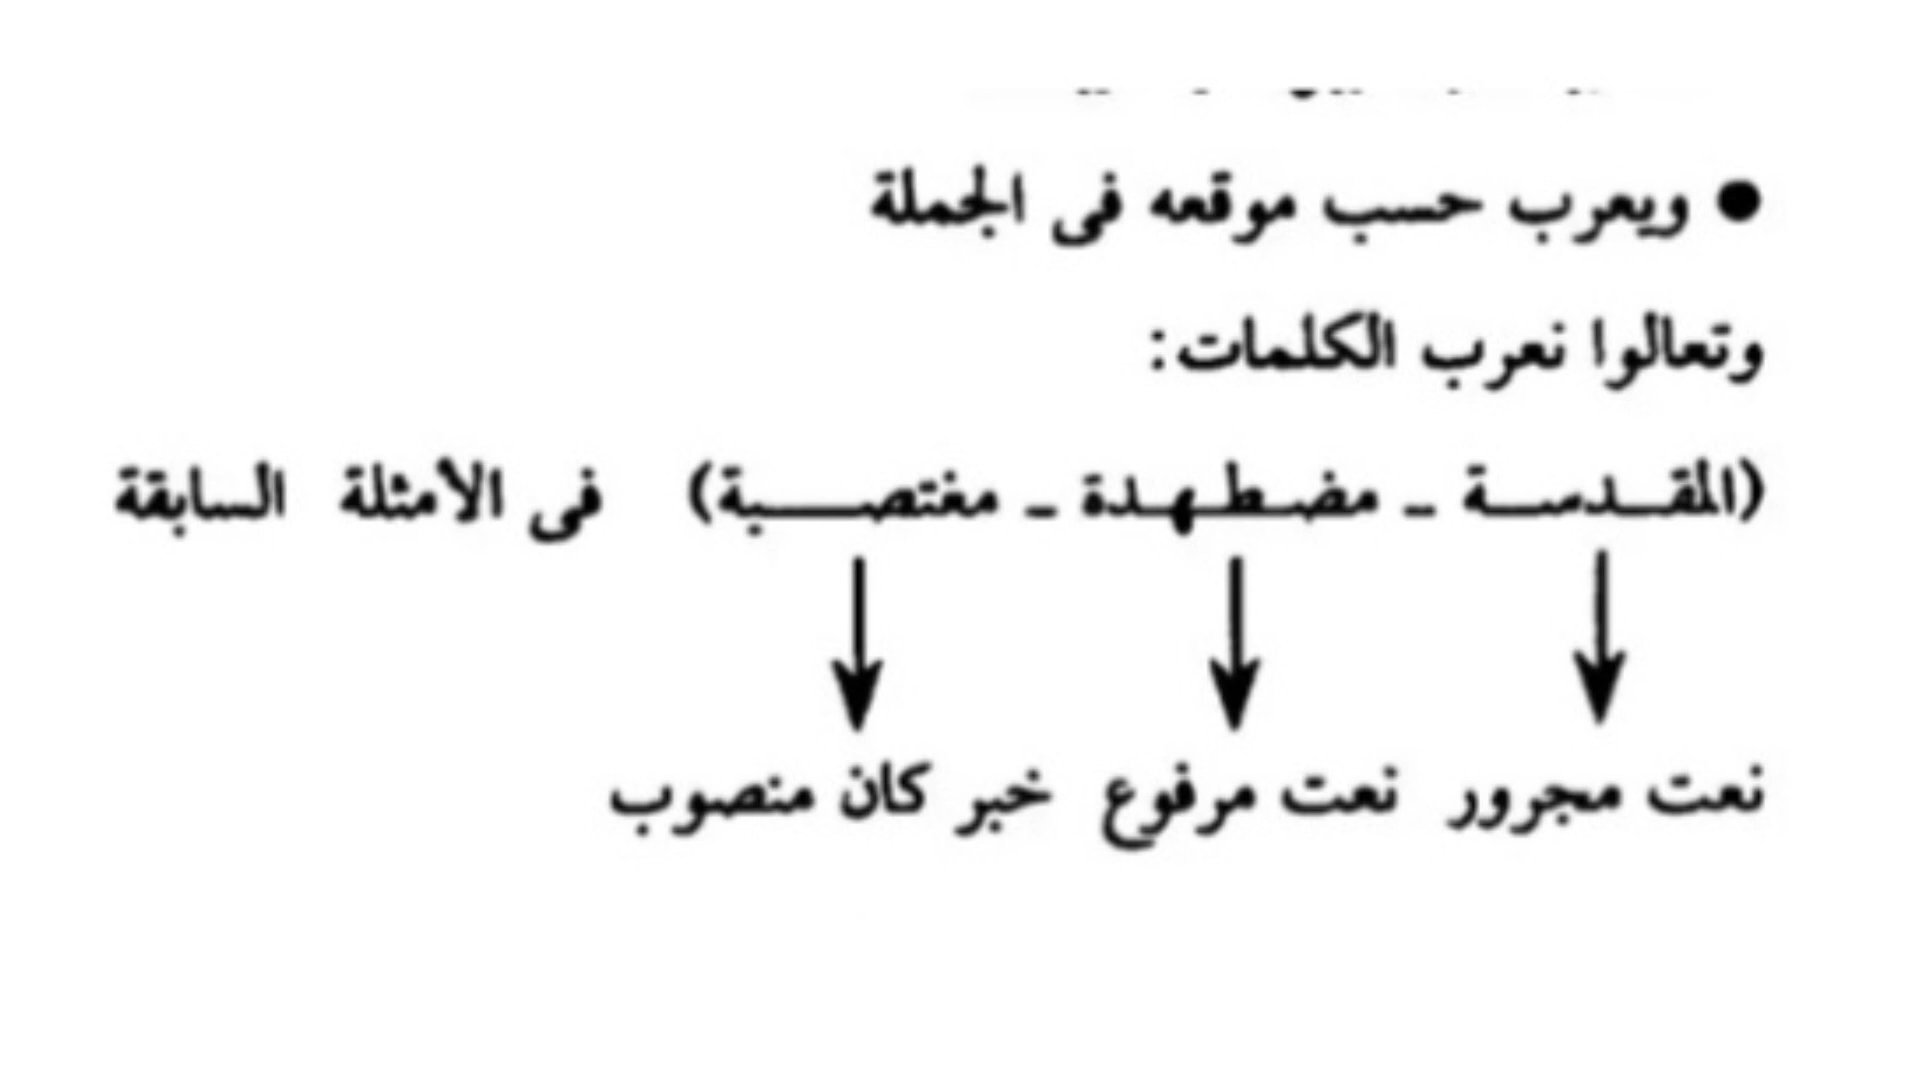 ● ويعرب حسب موقعه فى الجملة
وتعالوا نعرب الكلمات:
(المقدسة ـ مضطهدة ـ مغتصبة) فى الأمثلة السابقة
نعت مجرور نعت مرفوع خبر كان منصوب